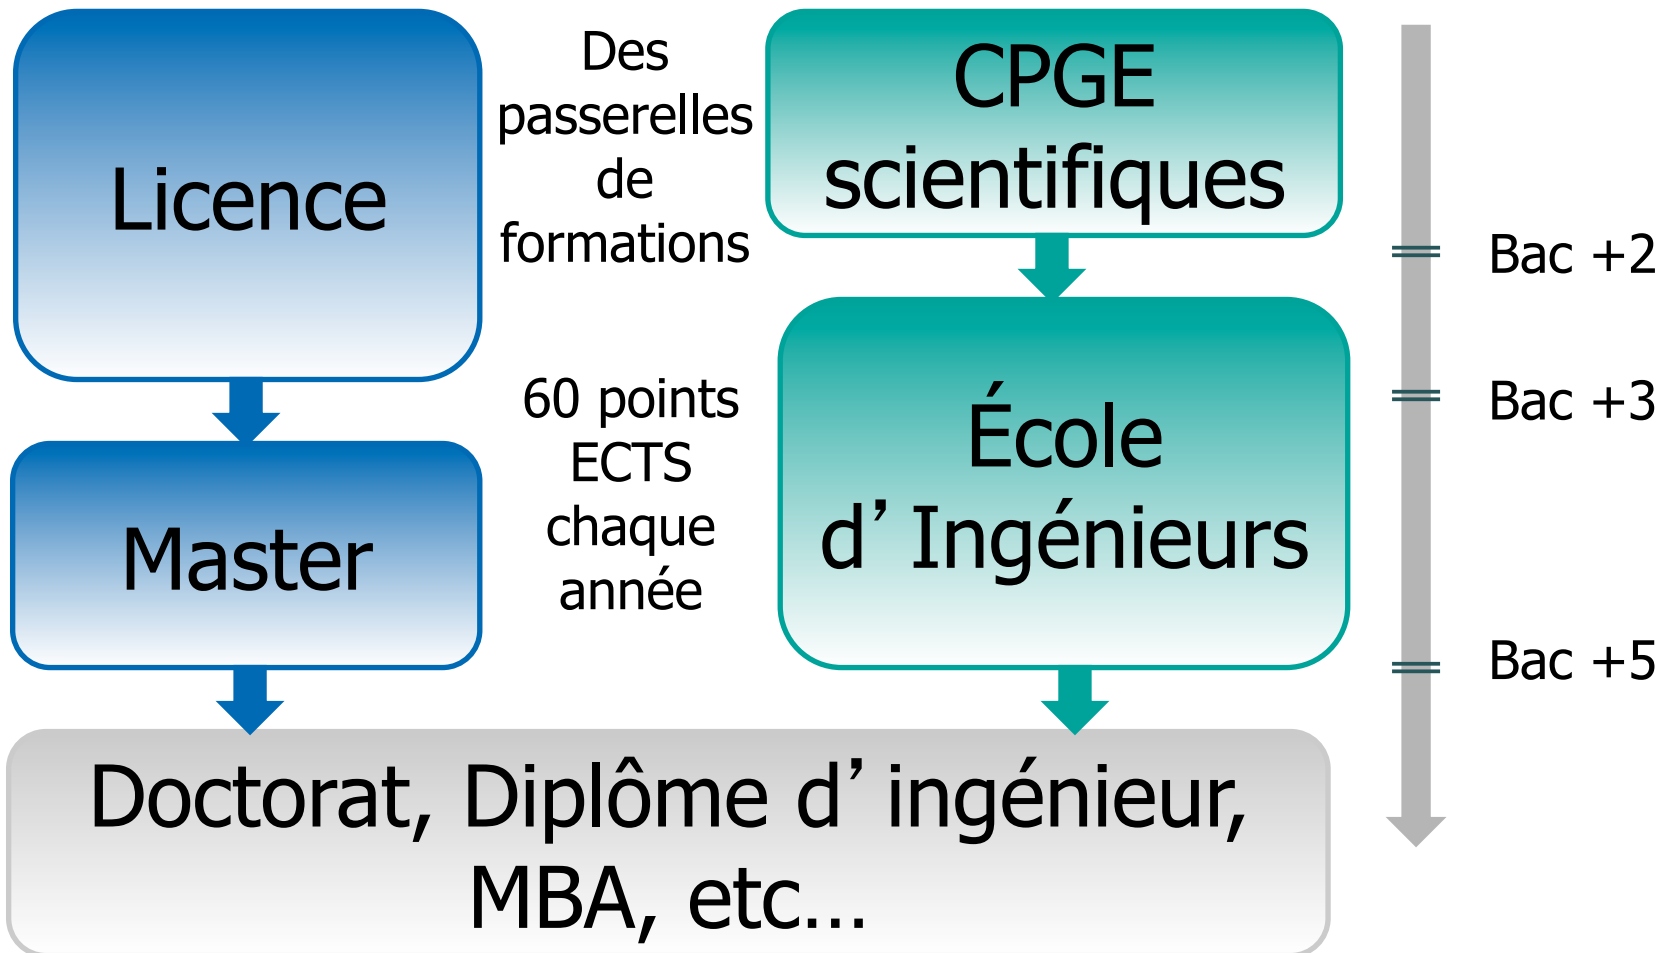 Licence
Des
passerelles
de
formations
CPGE
scientifiques
Bac +2
Bac +3
60 points
ECTS
chaque
année
École
d’ Ingénieurs
Master
Bac +5
Doctorat, Diplôme d’ ingénieur,
MBA, etc…